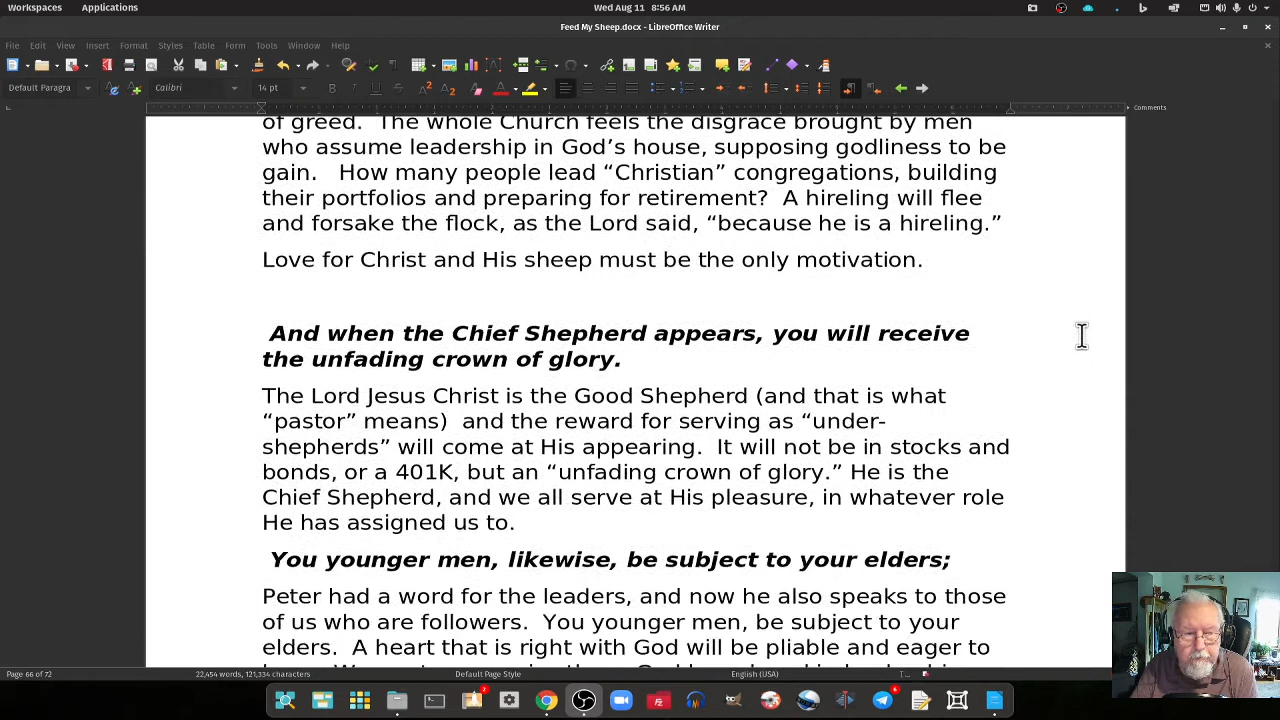 Workspaces Applications Wed Aug 11 8:56 AM
Feed My Sheep.docx - LibreOffice Writer
File Edit View Insert Format Styles Table Form Tools Window Help
Default Paragra Calibri 14 pt
Comments
of greed.  The whole Church feels the disgrace brought by men
who assume leadership in God’s house, supposing godliness to be
gain.   How many people lead “Christian” congregations, building
their portfolios and preparing for retirement?  A hireling will flee
and forsake the flock, as the Lord said, “because he is a hireling.”
Love for Christ and His sheep must be the only motivation.
And when the Chief Shepherd appears, you will receive
the unfading crown of glory.
The Lord Jesus Christ is the Good Shepherd (and that is what
“pastor” means)  and the reward for serving as “under-
shepherds” will come at His appearing.  It will not be in stocks and
bonds, or a 401K, but an “unfading crown of glory.” He is the
Chief Shepherd, and we all serve at His pleasure, in whatever role
He has assigned us to.
You younger men, likewise, be subject to your elders;
Peter had a word for the leaders, and now he also speaks to those
of us who are followers.  You younger men, be subject to your
elders.  A heart that is right with God will be pliable and eager to
Page 66 of 72 22,454 words, 121,334 characters Default Page Style English (USA)